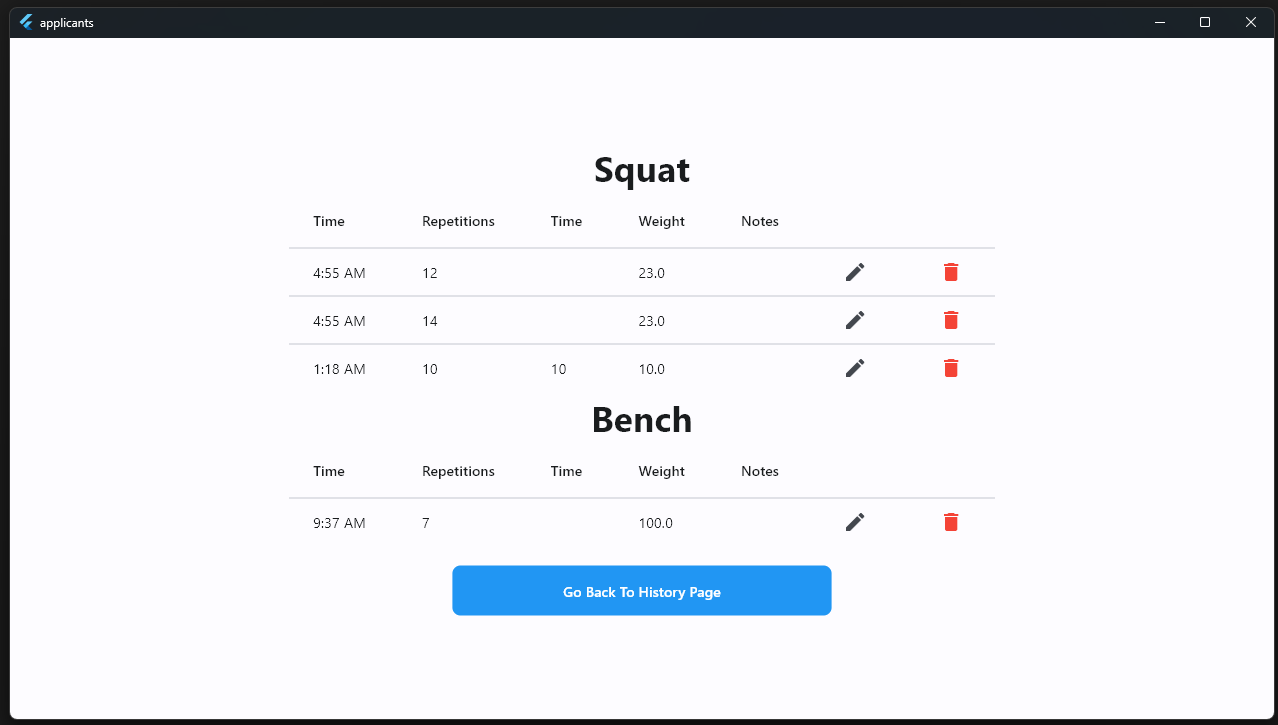 applicants
Squat
Time Repetitions Time Weight Notes
4:55 AM 12 23.0
4:55 AM 14 23.0
1:18 AM 10 10 10.0
Bench
Time Repetitions Time Weight Notes
9:37 AM 7 100.0
Go Back To History Page